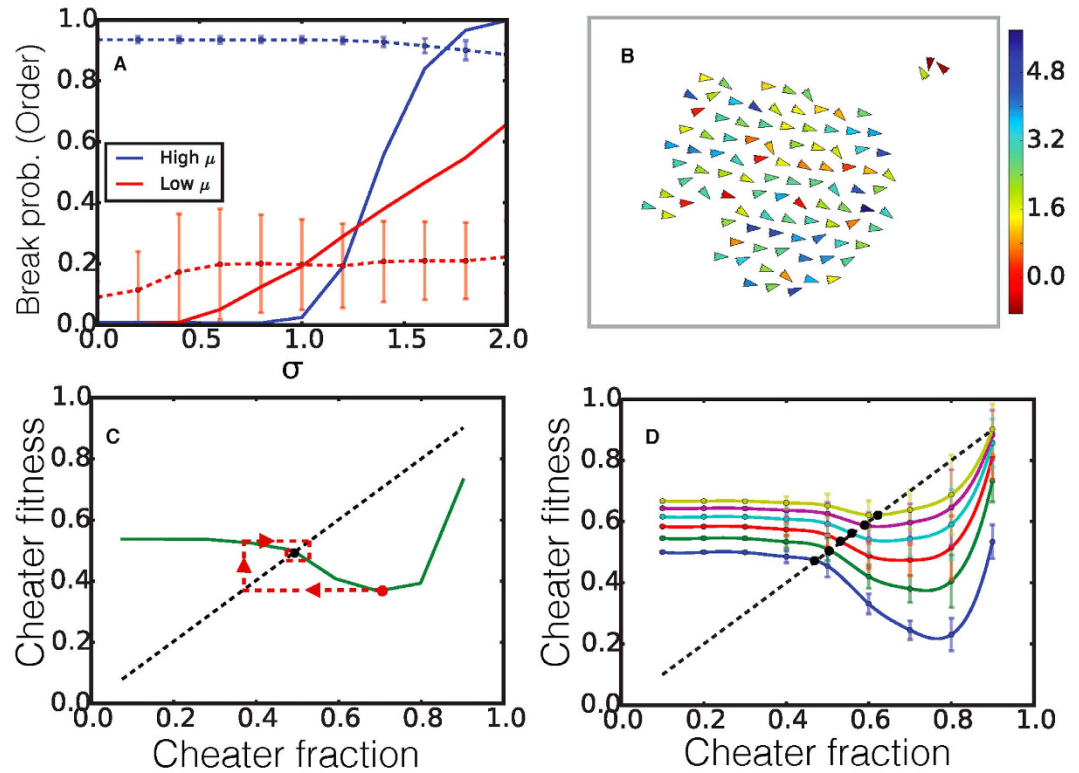 A
Break prob. (Order)
1.0
0.8
0.6
0.4
0.2
0.0
High μ
Low μ
0.0 0.5 1.0 1.5 2.0
σ
B
4.8
3.2
1.6
0.0
C
Cheater fitness
1.0
0.8
0.6
0.4
0.2
0.0
0.0 0.2 0.4 0.6 0.8 1.0
Cheater fraction
D
Cheater fitness
1.0
0.8
0.6
0.4
0.2
0.0
0.0 0.2 0.4 0.6 0.8 1.0
Cheater fraction